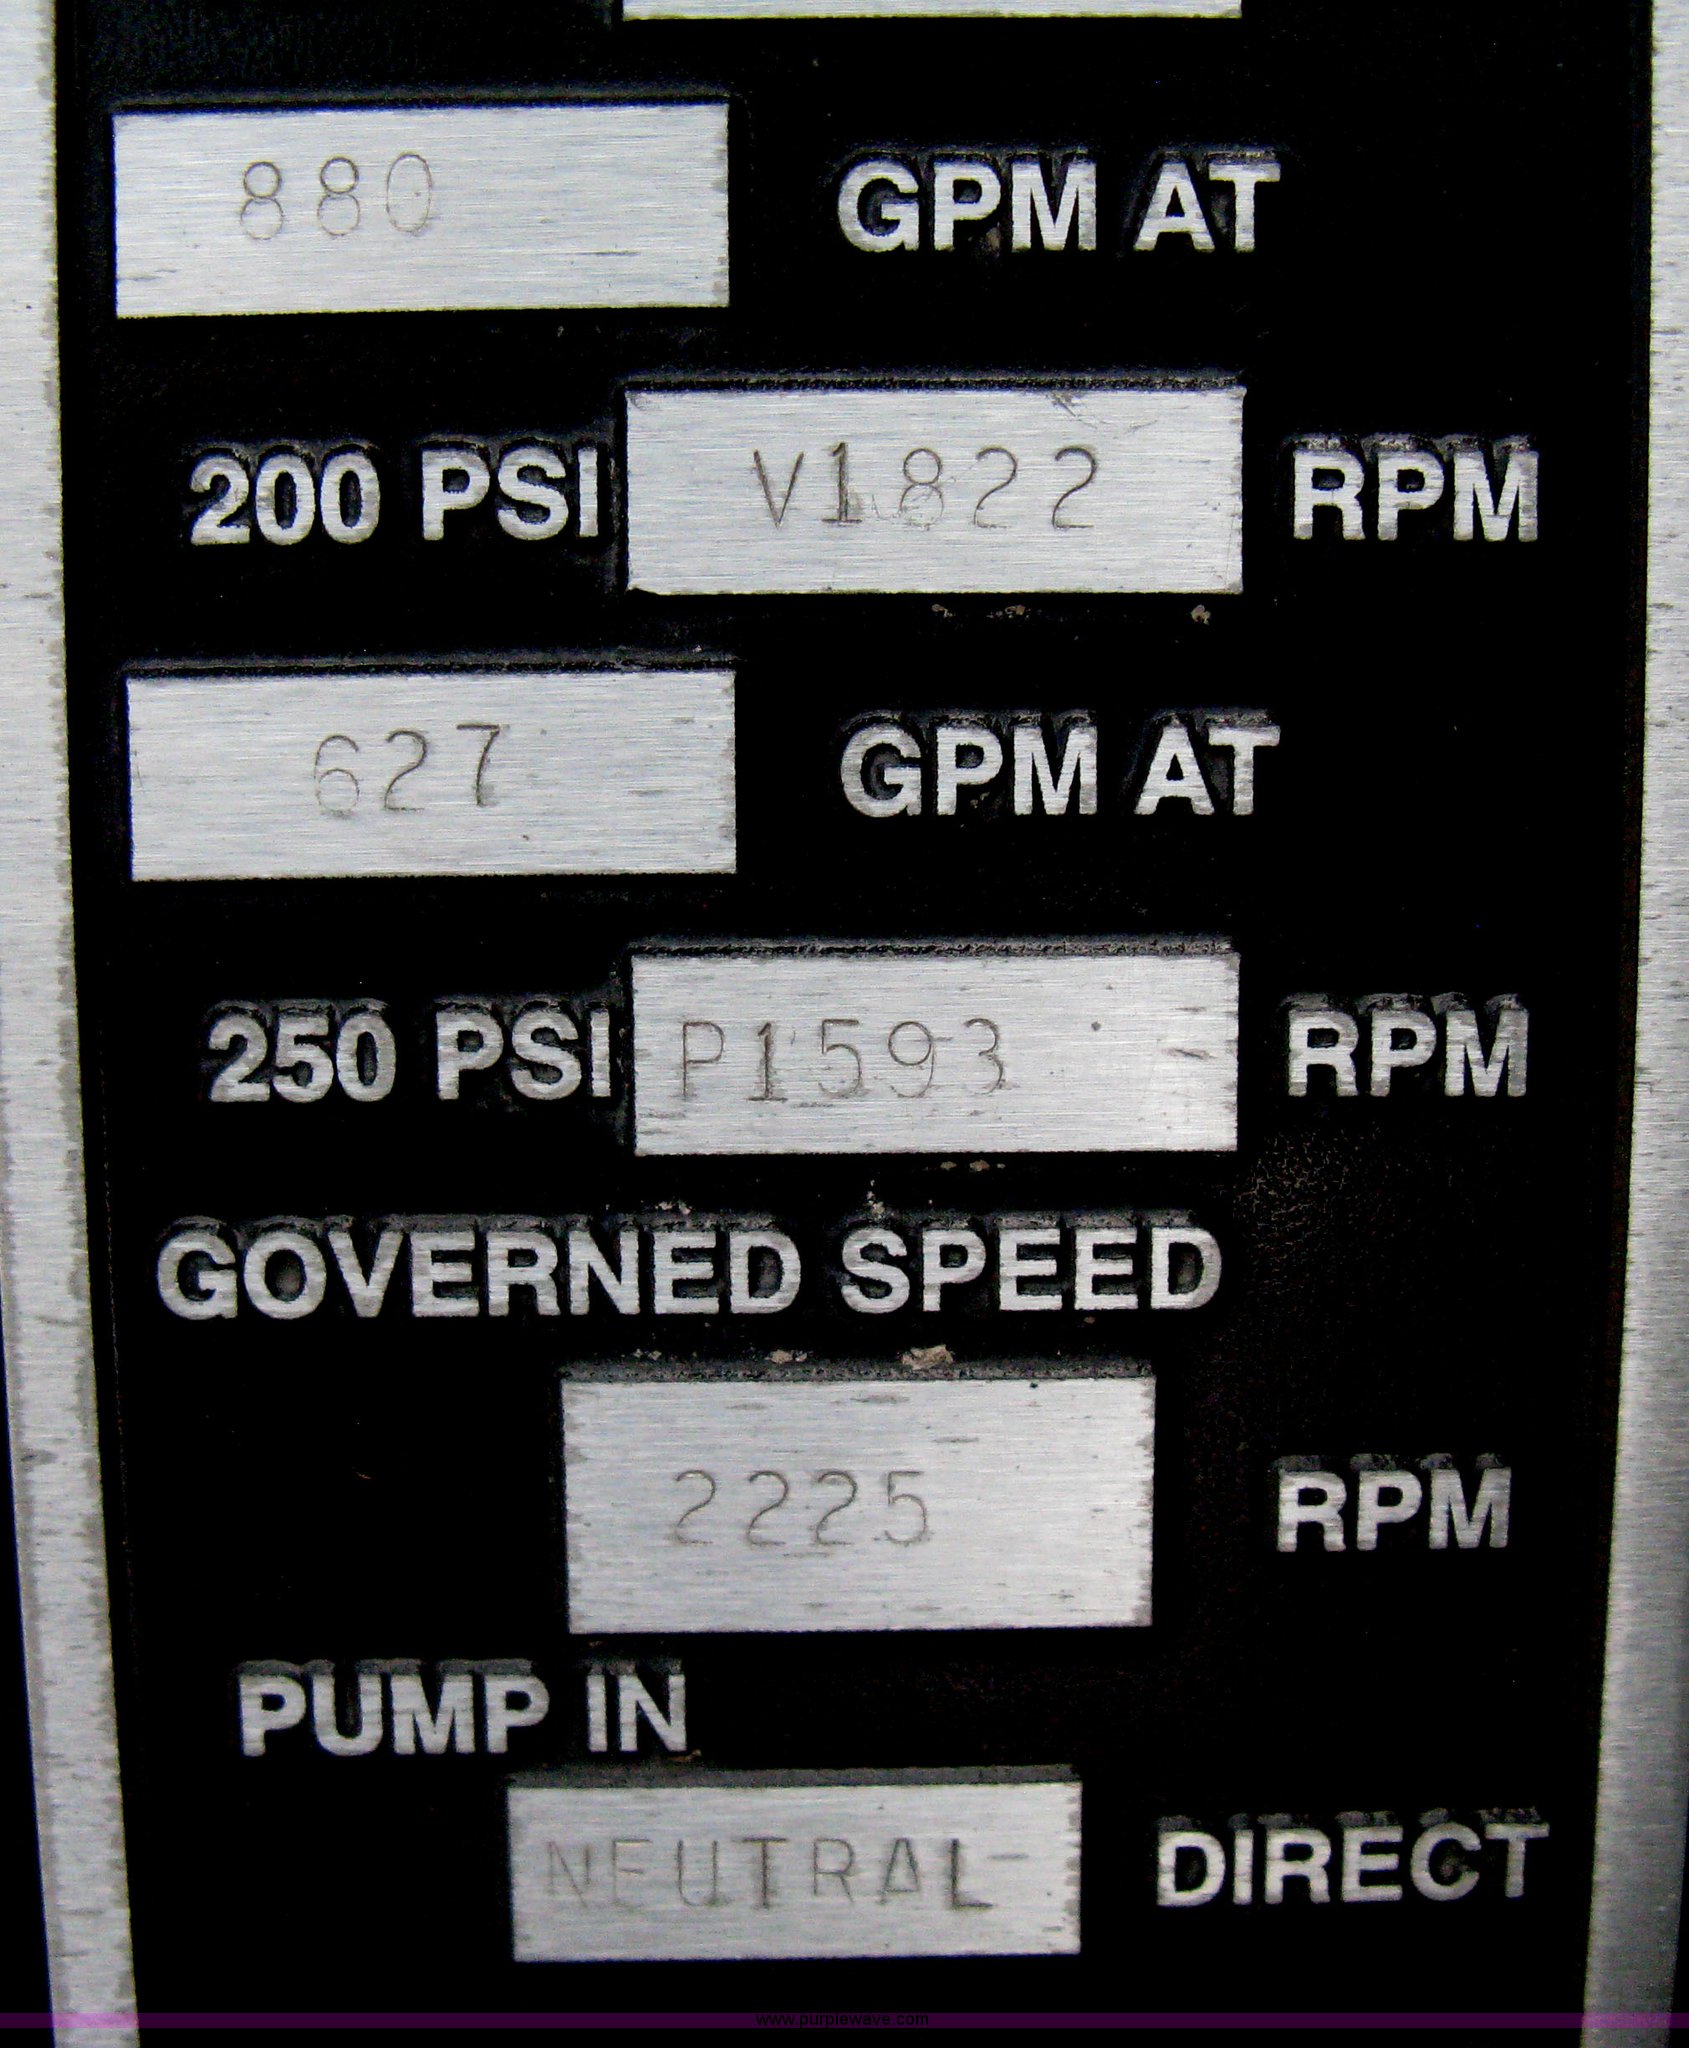 880 GPM AT
200 PSI V1822 RPM
627 GPM AT
250 PSI P1593 RPM
GOVERNED SPEED
2225 RPM
PUMP IN
NEUTRAL- DIRECT
www.purplewave.com